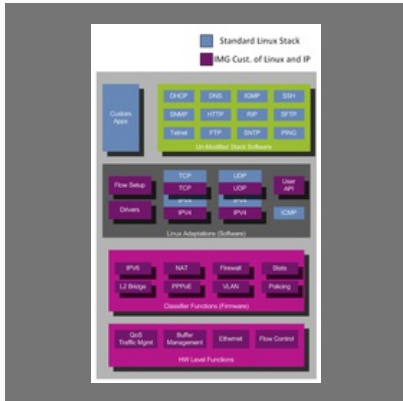 Standard Linux Stack
IMG Cust. of Linux and IP
Custom
Apps
DHCP DNS IGMP SSH
SNMP HTTP RIP SFTP
Telnet FTP SNTP PING
Un-Modified Stack Software
TCP UDP
Flow Setup TCP UDP User
API
IPV4 IPV4
Drivers IPV4 IPV4 ICMP
Linux Adaptations (Software)
IPV6 NAT Firewall Stats
L2 Bridge PPPoE VLAN Policing
Classifier Functions (Firmware)
QoS
Traffic Mgmt Buffer
Management Ethernet Flow Control
HW Level Functions